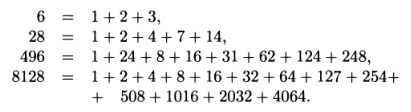 6 = 1 + 2 + 3,
28 = 1 + 2 + 4 + 7 + 14,
496 = 1 + 24 + 8 + 16 + 31 + 62 + 124 + 248,
8128 = 1 + 2 + 4 + 8 + 16 + 32 + 64 + 127 + 254+
+ 508 + 1016 + 2032 + 4064.